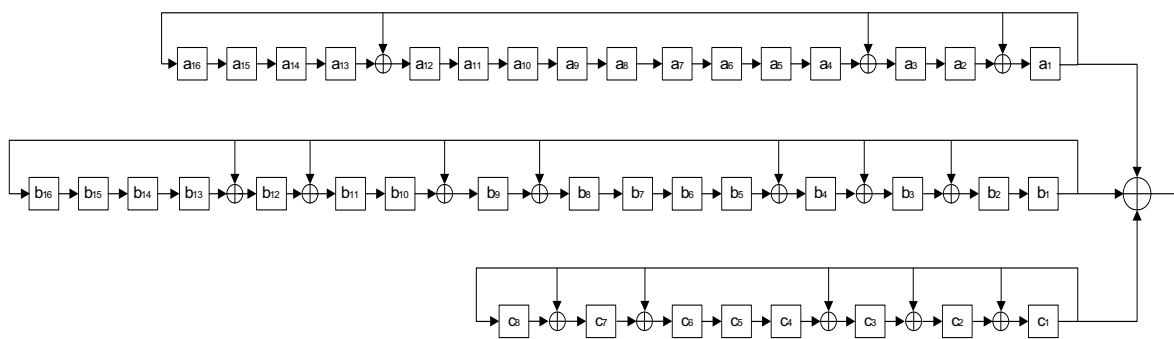 a16 a15 a14 a13 a12 a11 a10 a9 a8 a7 a6 a5 a4 a3 a2 a1
b16 b15 b14 b13 b12 b11 b10 b9 b8 b7 b6 b5 b4 b3 b2 b1
c8 c7 c6 c5 c4 c3 c2 c1